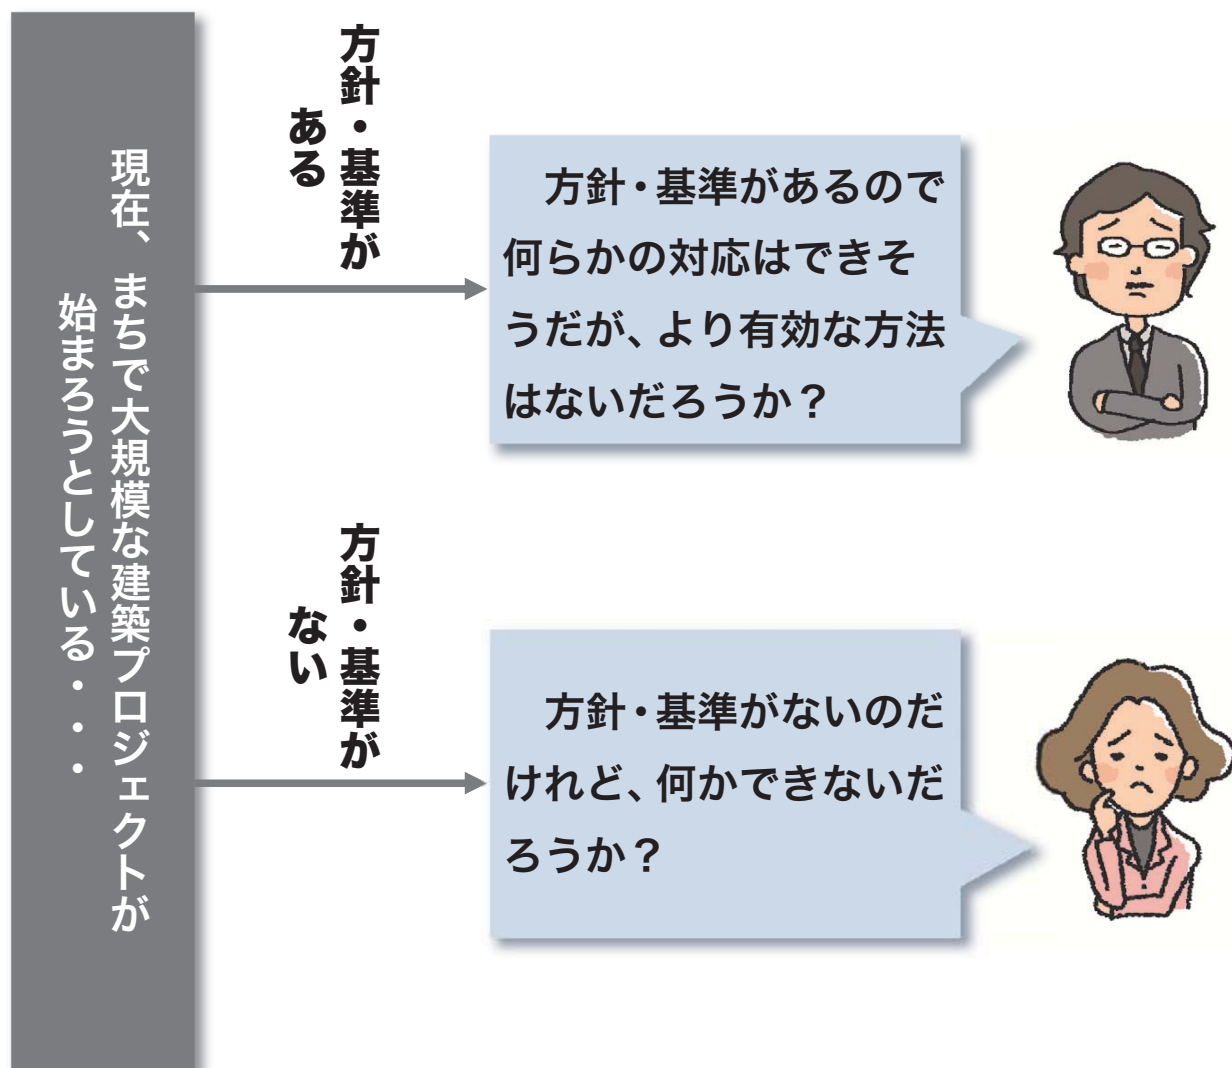 現在、まちで大規模な建築プロジェクトが
始まろうとしている・・・
方針・基準が
ある
方針・基準があるので
何らかの対応はできそ
うだが、より有効な方法
はないだろうか？
方針・基準が
ない
方針・基準がないのだ
けれど、何かできないだ
ろうか？